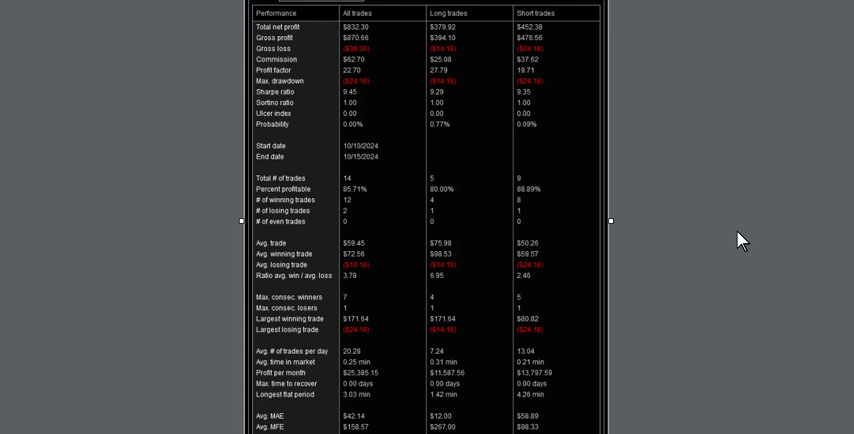 Performance All trades Long trades Short trades
Total net profit $832.30 $379.92 $452.38
Gross profit $870.66 $394.10 $476.56
Gross loss ($38.36) ($14.18) ($24.18)
Commission $62.70 $25.08 $37.62
Profit factor 22.70 27.79 19.71
Max. drawdown ($24.18) ($14.18) ($24.18)
Sharpe ratio 9.45 9.29 9.35
Sortino ratio 1.00 1.00 1.00
Ulcer index 0.00 0.00 0.00
Probability 0.00% 0.77% 0.09%
Start date 10/10/2024
End date 10/15/2024
Total # of trades 14 5 9
Percent profitable 85.71% 80.00% 88.89%
# of winning trades 12 4 8
# of losing trades 2 1 1
# of even trades 0 0 0
Avg. trade $59.45 $75.98 $50.26
Avg. winning trade $72.56 $98.53 $59.57
Avg. losing trade ($19.18) ($14.18) ($24.18)
Ratio avg. win / avg. loss 3.78 6.95 2.46
Max. consec. winners 7 4 5
Max. consec. losers 1 1 1
Largest winning trade $171.64 $171.64 $80.82
Largest losing trade ($24.18) ($14.18) ($24.18)
Avg. # of trades per day 20.28 7.24 13.04
Avg. time in market 0.25 min 0.31 min 0.21 min
Profit per month $25,385.15 $11,587.56 $13,797.59
Max. time to recover 0.00 days 0.00 days 0.00 days
Longest flat period 3.03 min 1.42 min 4.26 min
Avg. MAE $42.14 $12.00 $58.89
Avg. MFE $158.57 $267.00 $98.33